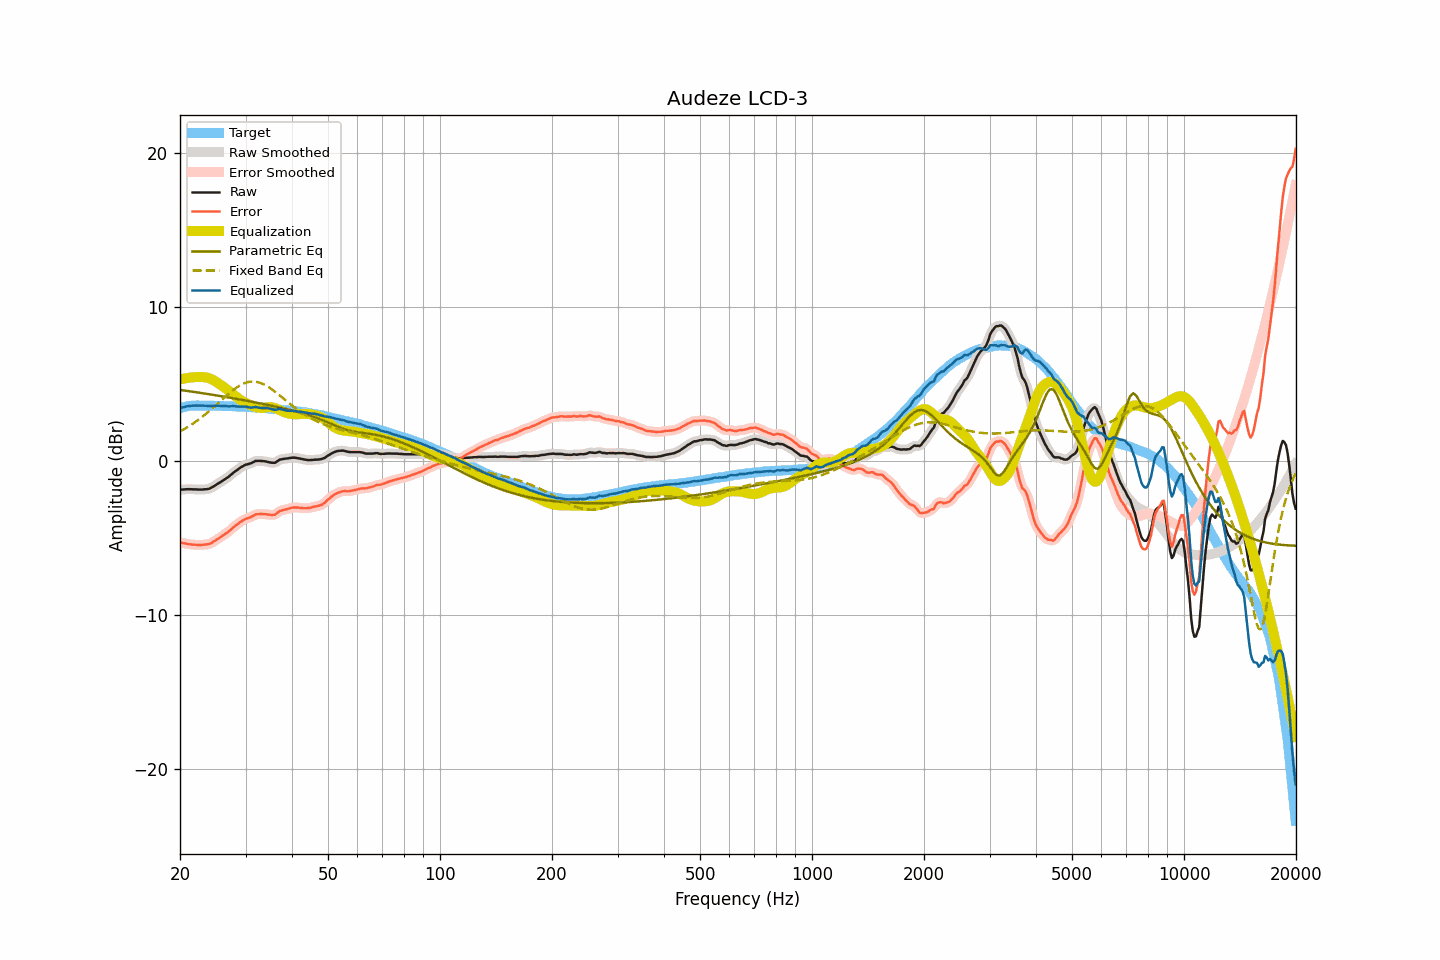 Audeze LCD-3
Target
Raw Smoothed
Error Smoothed
Raw
Error
Equalization
Parametric Eq
Fixed Band Eq
Equalized
20
10
0
−10
−20
Amplitude (dBr)
20 50 100 200 500 1000 2000 5000 10000 20000
Frequency (Hz)